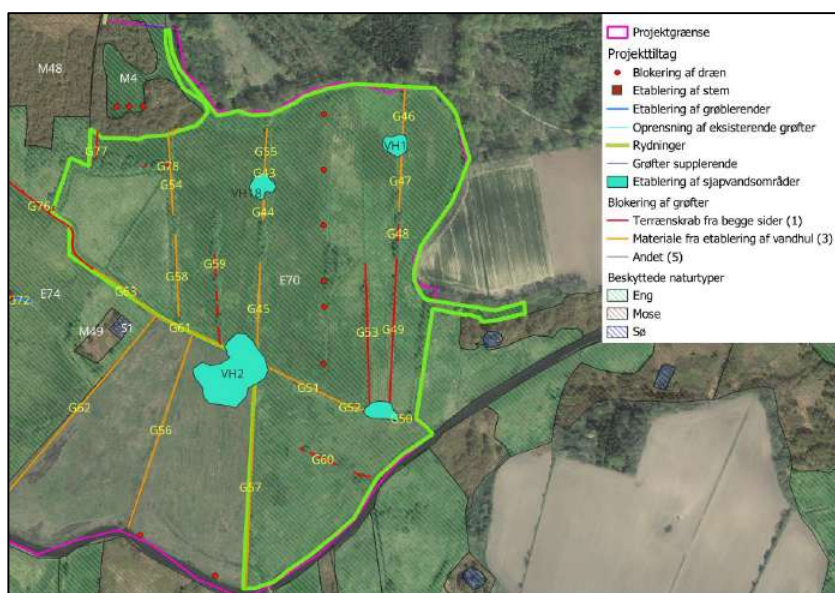 Projektgrænse
Projekttiltag
Blokering af dræn
Etablering af stem
Etablering af grøblerender
Oprensning af eksisterende grøfter
Rydninger
Grøfter supplerende
Etablering af sjapvandsområder
Blokering af grøfter
Terrænskrab fra begge sider (1)
Materiale fra etablering af vandhul (3)
Andet (5)
Beskyttede naturtyper
Eng
Mose
Sø
M48
M4
G46
G77
G55
VH1
G78
G43
G54
VH18
G47
G76
G44
G48
G59
G58
E70
G63
E74
G72
G45
G53
G49
S1
G61
M49
VH2
G51
G62
G52
G56
G50
G60
G57